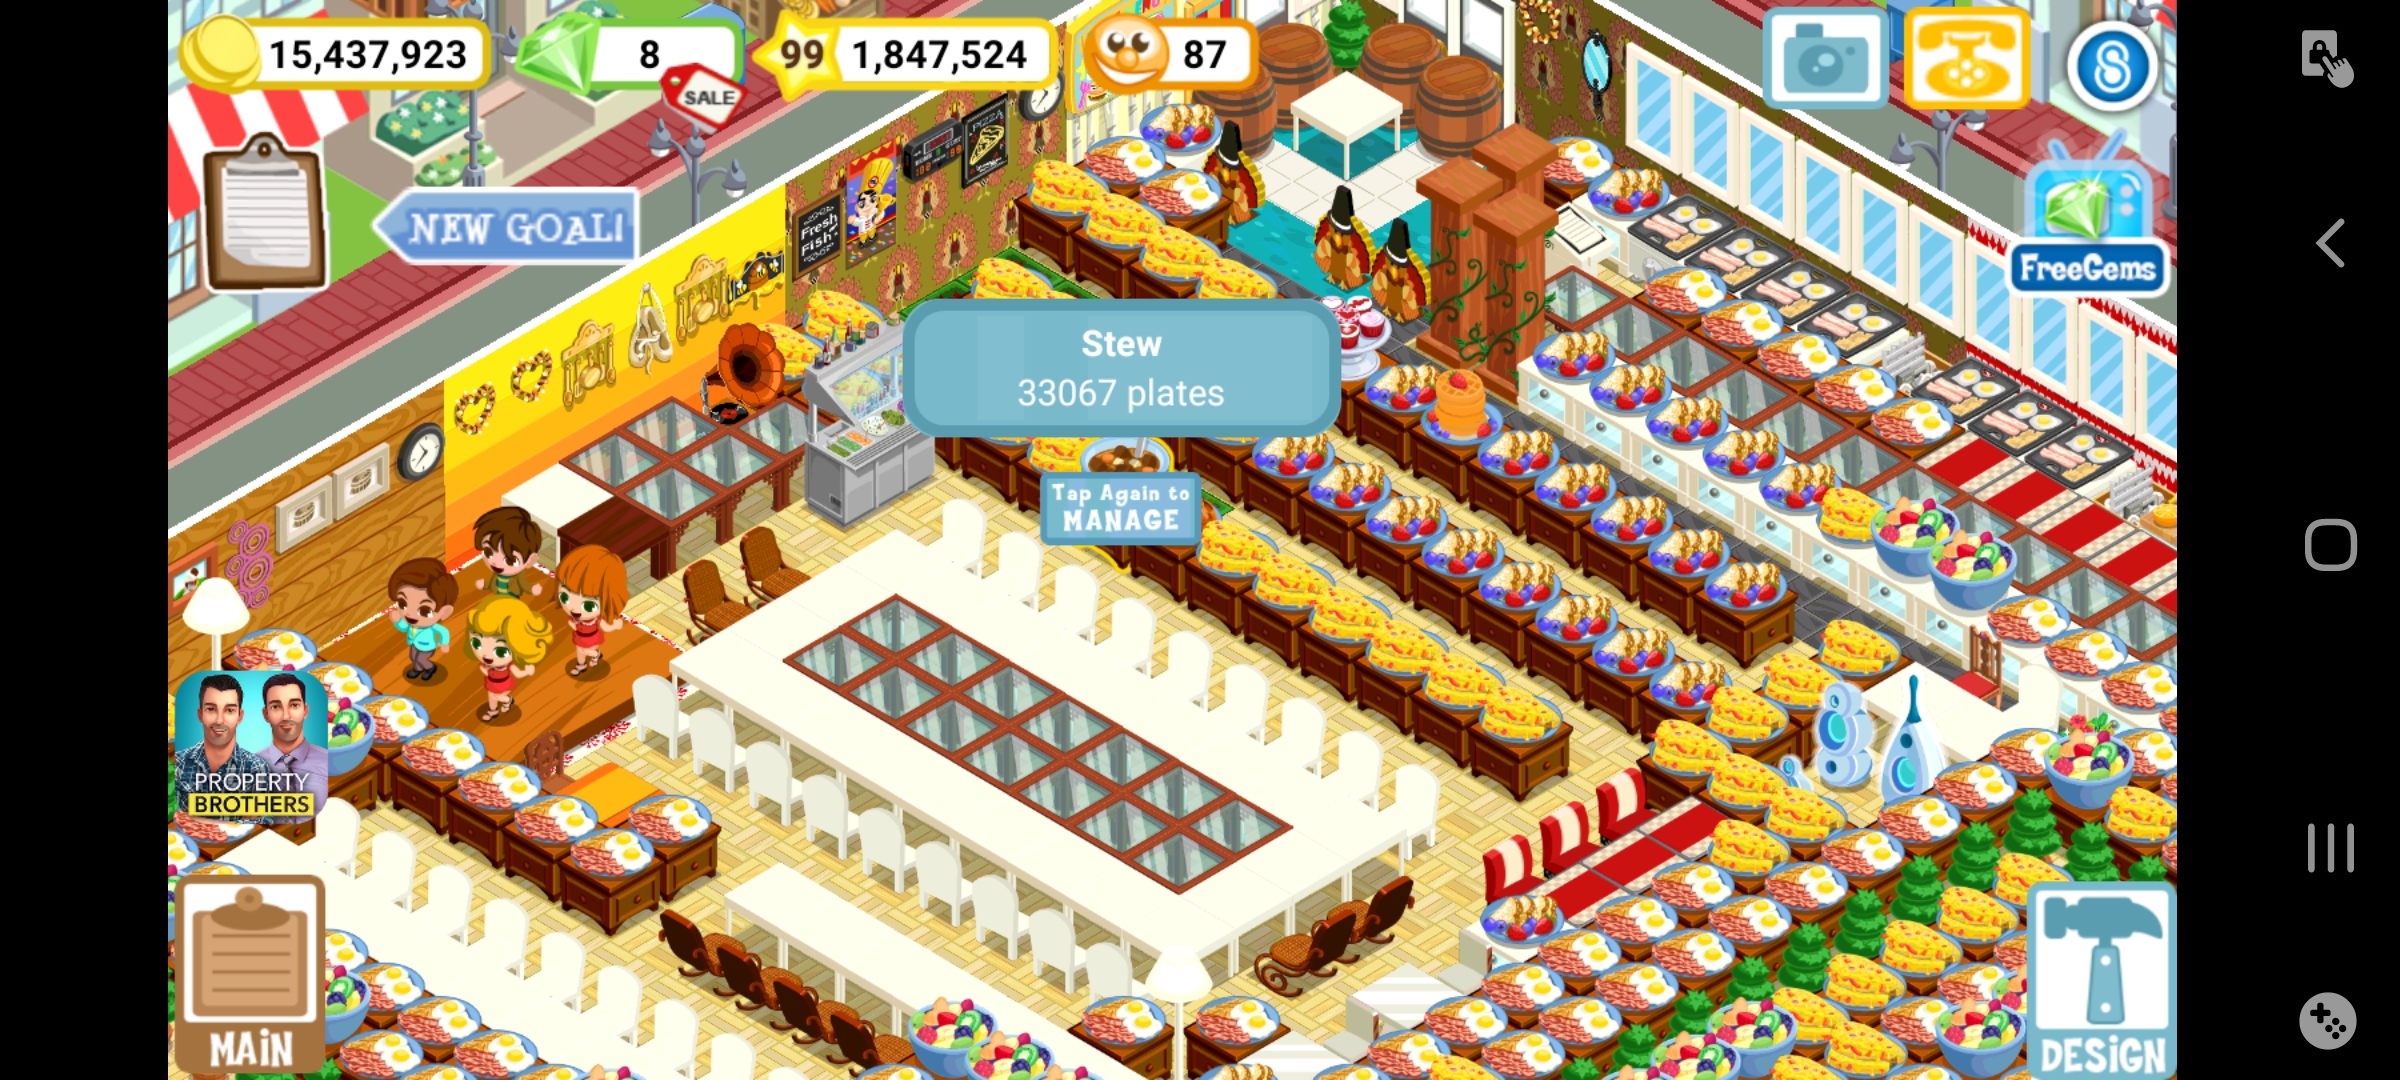 15,437,923
8
SALE
99
1,847,524
87
NEW GOAL!
FreeGems
PIZZA
Fresh
Fish
Stew
33067 plates
Tap Again to
MANAGE
PROPERTY
BROTHERS
MAIN
DESIGN